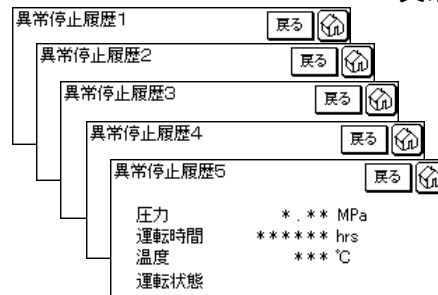 異常停止履歴1
戻る
異常停止履歴2
戻る
異常停止履歴3
戻る
異常停止履歴4
戻る
異常停止履歴5
戻る
圧力 *.** MPa
運転時間 ****** hrs
温度 *** ℃
運転状態